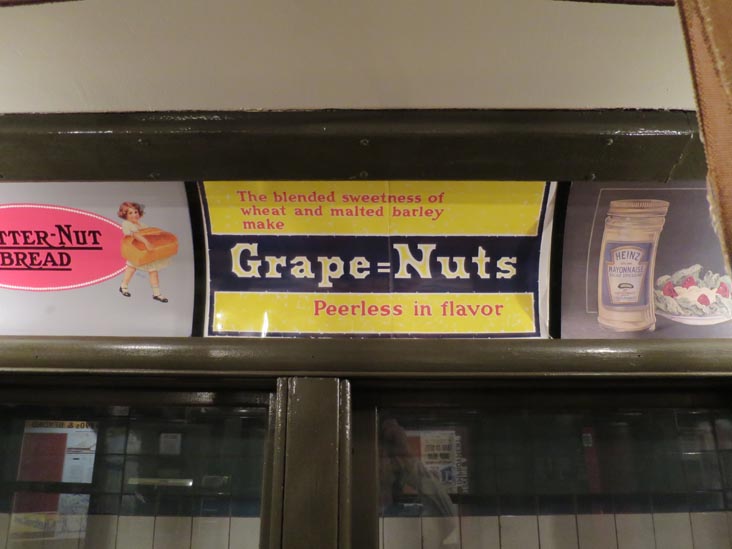 TTER-NUT
BREAD
The blended sweetness of
wheat and malted barley
make
Grape=Nuts
Peerless in flavor
HEINZ
MAYONNAISE